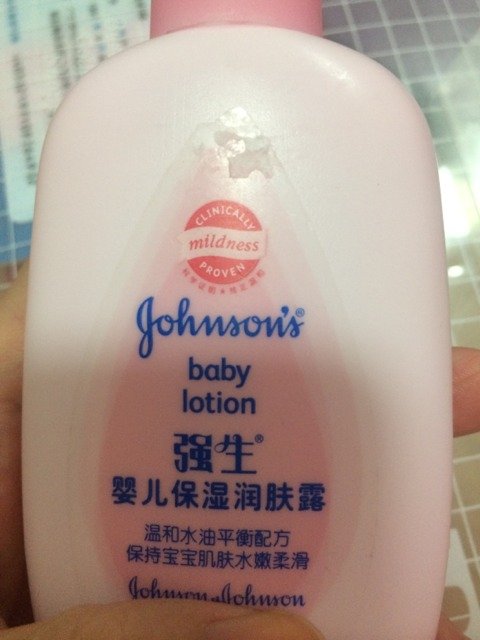 CLINICALLY
mildness
PROVEN
Johnson's®
baby
lotion
强生®
婴儿保湿润肤露
温和水油平衡配方
保持宝宝肌肤水嫩柔滑
Johnson & Johnson